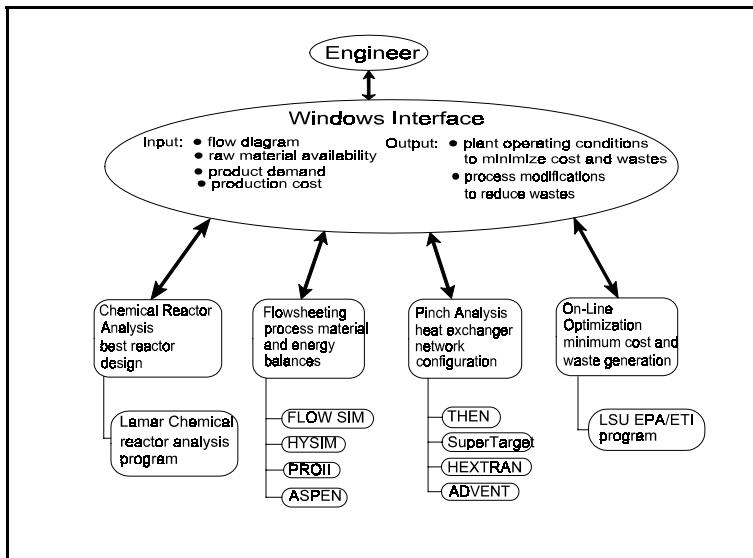 Engineer
Windows Interface
Input:
● flow diagram
● raw material availability
● product demand
● production cost
Output:
● plant operating conditions
to minimize cost and wastes
● process modifications
to reduce wastes
Chemical Reactor
Analysis
best reactor
design
Lamar Chemical
reactor analysis
program
Flowsheeting
process material
and energy
balances
FLOW SIM
HYSIM
PROII
ASPEN
Pinch Analysis
heat exchanger
network
configuration
THEN
SuperTarget
HEXTRAN
ADVENT
On-Line
Optimization
minimum cost and
waste generation
LSU EPA/ETI
program